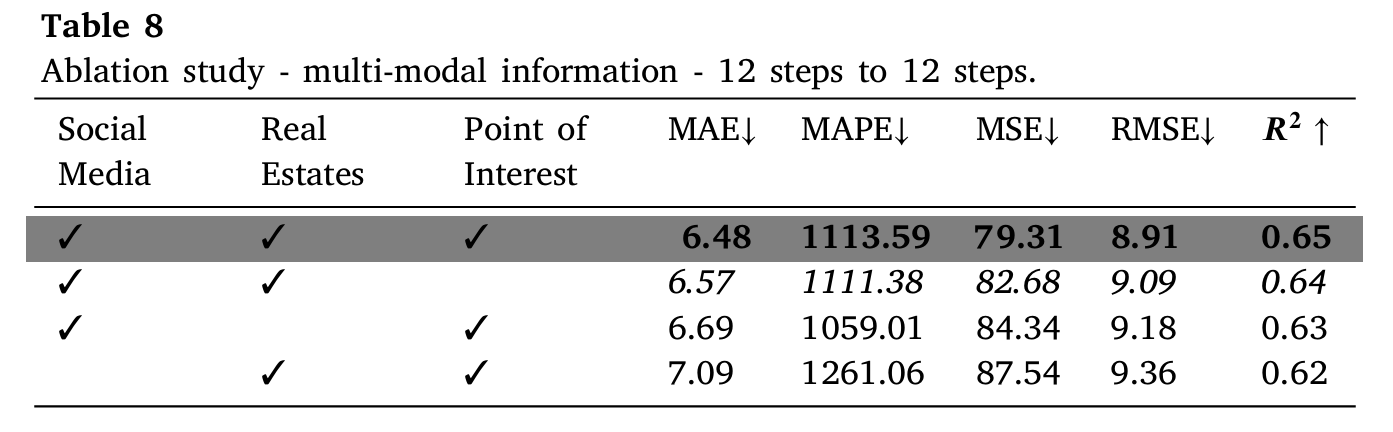 Table 8
Ablation study - multi-modal information - 12 steps to 12 steps.
Social Media Real Estates Point of Interest MAE↓ MAPE↓ MSE↓ RMSE↓ R² ↑
✓ ✓ ✓ 6.48 1113.59 79.31 8.91 0.65
✓ ✓ 6.57 1111.38 82.68 9.09 0.64
✓ ✓ 6.69 1059.01 84.34 9.18 0.63
✓ ✓ 7.09 1261.06 87.54 9.36 0.62